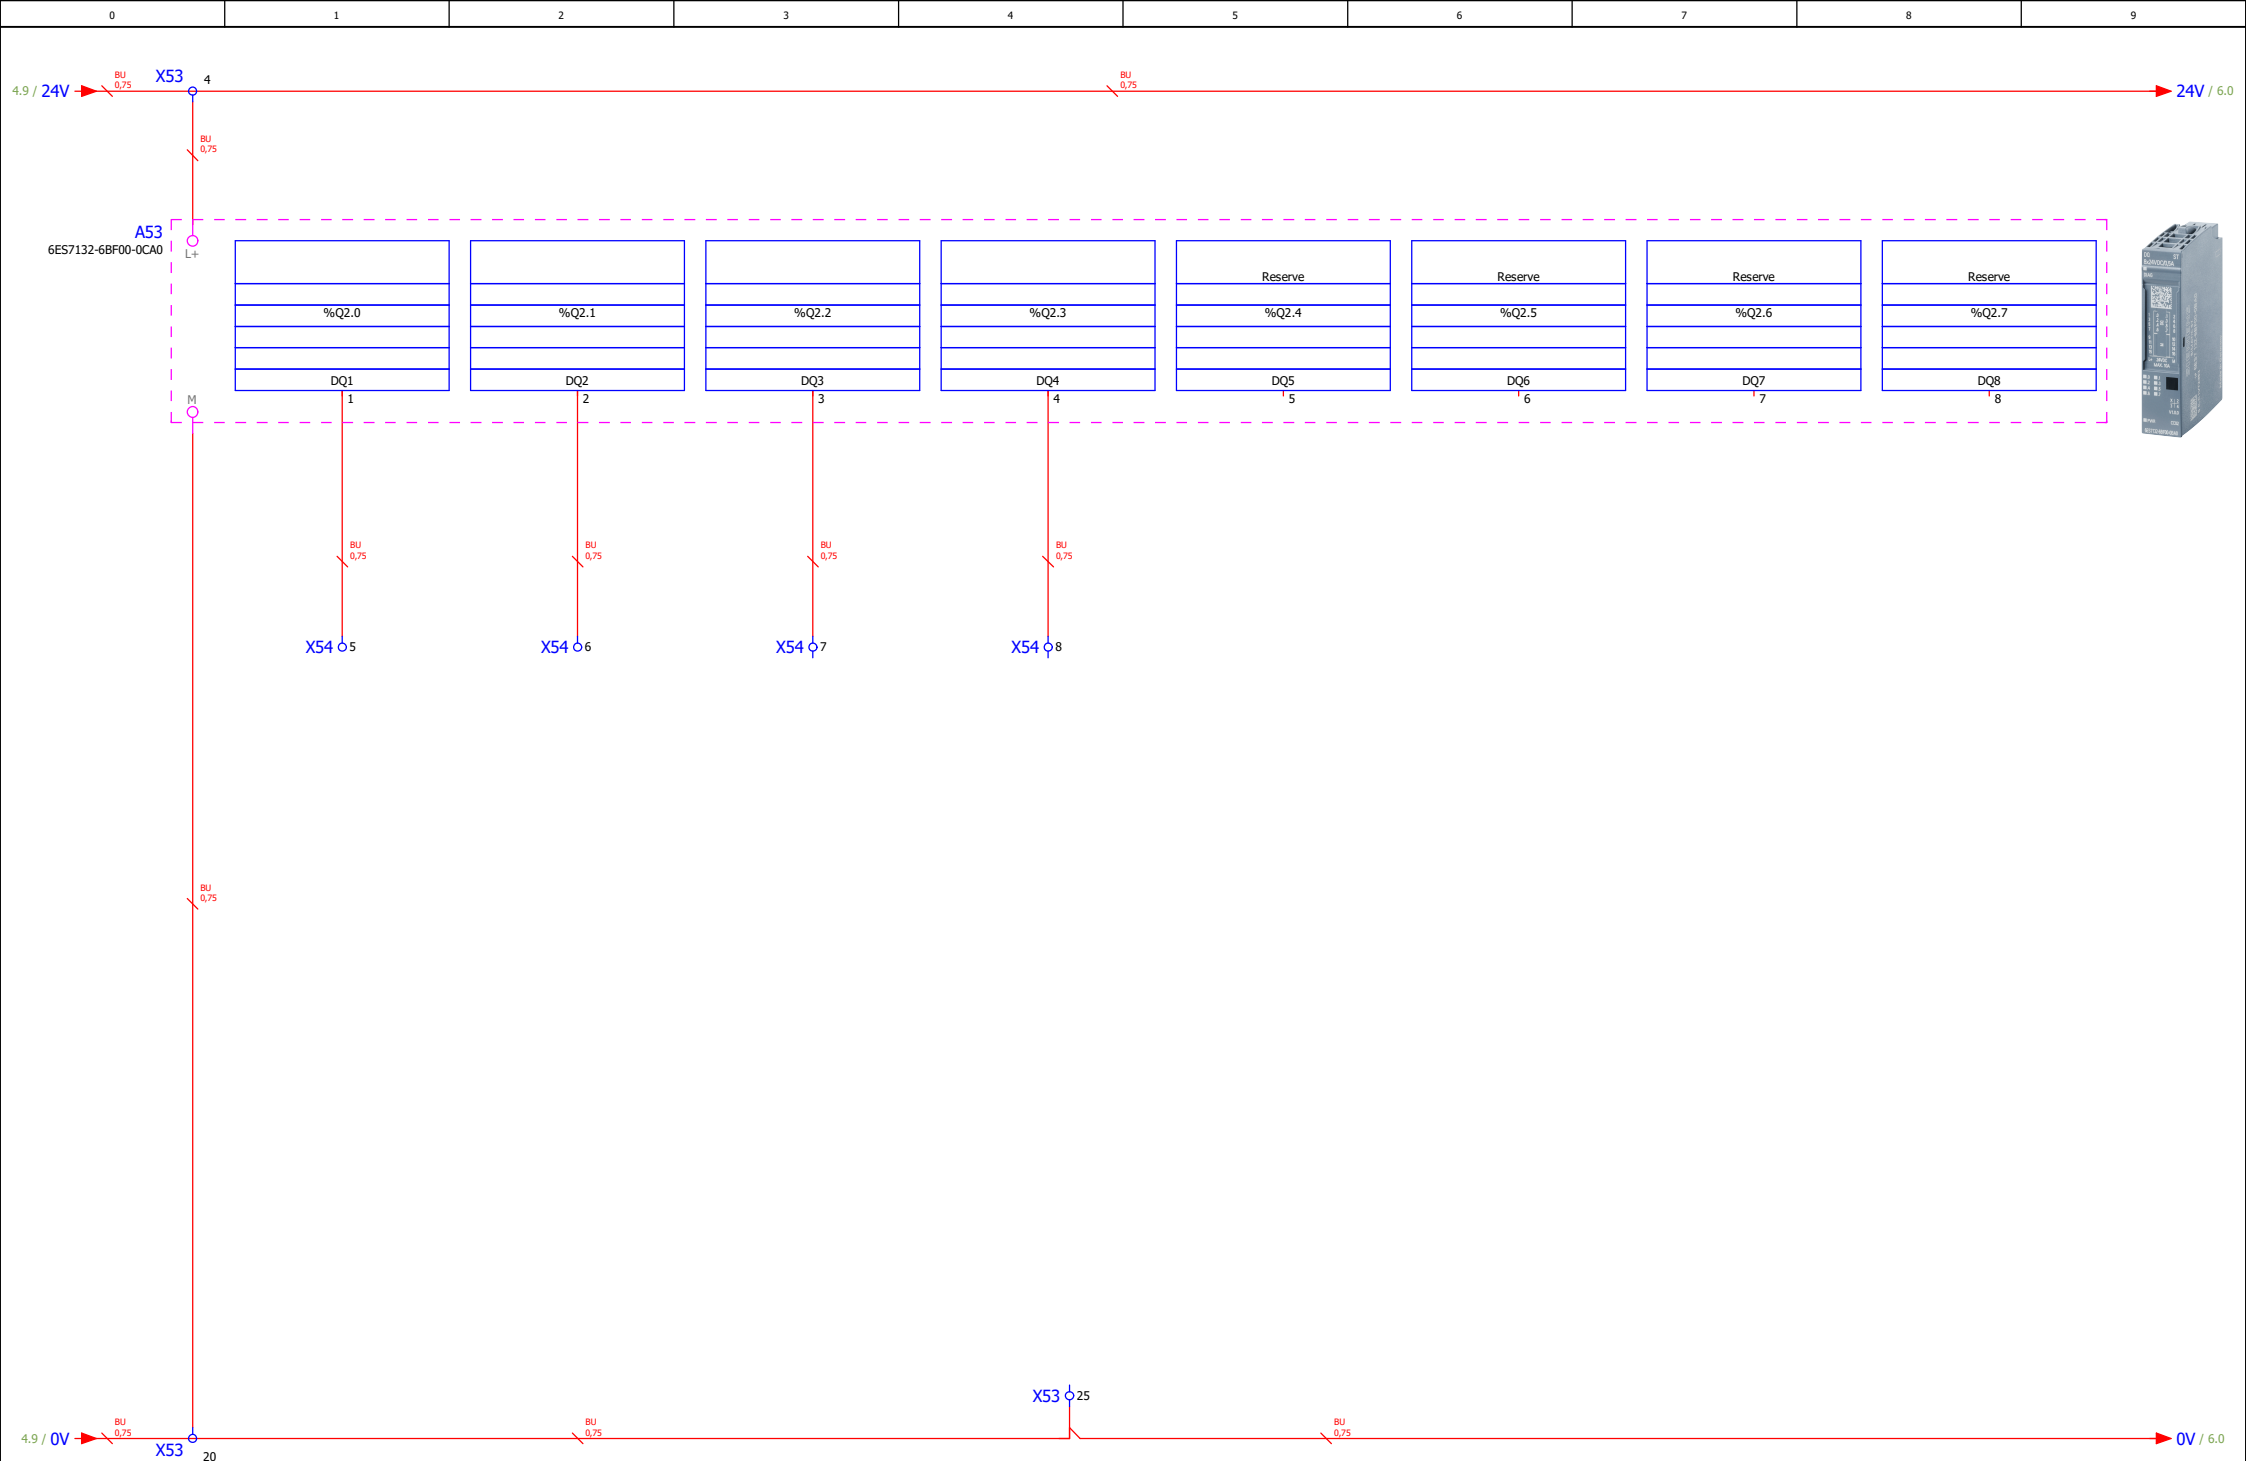 0 1 2 3 4 5 6 7 8 9
X53 4
BU
0,75
BU
0,75
4.9 / 24V
24V / 6.0
BU
0,75
A53
6ES7132-6BF00-0CA0
L+
Reserve Reserve Reserve Reserve
%Q2.0 %Q2.1 %Q2.2 %Q2.3 %Q2.4 %Q2.5 %Q2.6 %Q2.7
DQ1 DQ2 DQ3 DQ4 DQ5 DQ6 DQ7 DQ8
M
1 2 3 4 5 6 7 8
DQ ST
BU
0,75
BU
0,75
BU
0,75
BU
0,75
X54 5
X54 6
X54 7
X54 8
BU
0,75
X53 25
BU
0,75
BU
0,75
BU
0,75
4.9 / 0V
0V / 6.0
X53
20